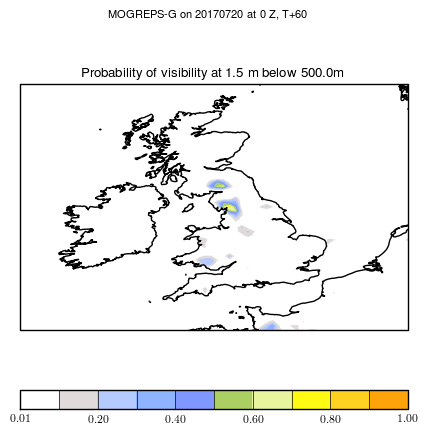 MOGREPS-G on 20170720 at 0 Z, T+60
Probability of visibility at 1.5 m below 500.0m
0.01 0.20 0.40 0.60 0.80 1.00